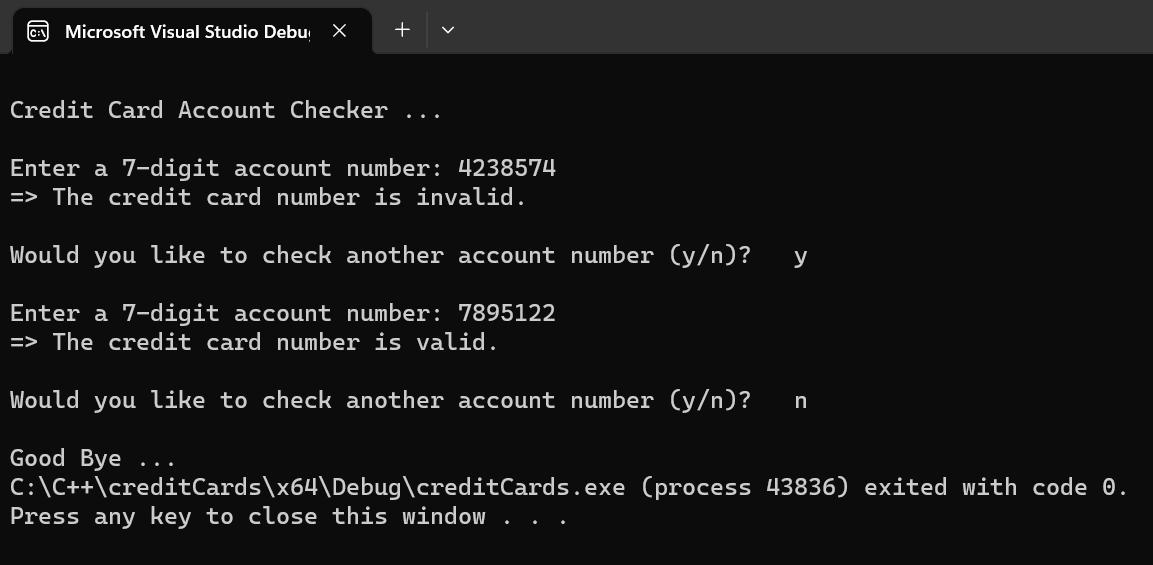 Microsoft Visual Studio Debu
Credit Card Account Checker ...
Enter a 7-digit account number: 4238574
=> The credit card number is invalid.
Would you like to check another account number (y/n)?   y
Enter a 7-digit account number: 7895122
=> The credit card number is valid.
Would you like to check another account number (y/n)?   n
Good Bye ...
C:\C++\creditCards\x64\Debug\creditCards.exe (process 43836) exited with code 0.
Press any key to close this window . . .